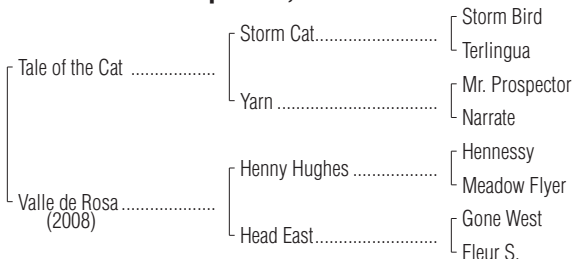 Storm Bird
Storm Cat
Terlingua
Tale of the Cat
Mr. Prospector
Yarn
Narrate
Hennessy
Henny Hughes
Meadow Flyer
Valle de Rosa
(2008)
Gone West
Head East
Fleur S.